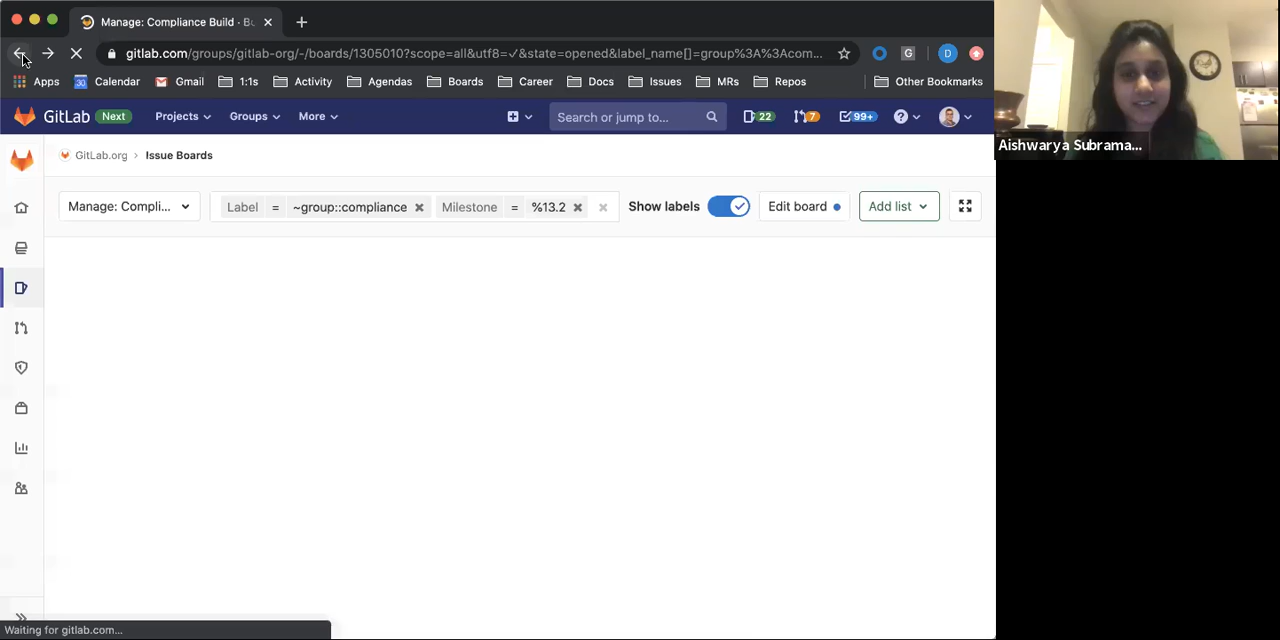 Manage: Compliance Build · B
gitlab.com/groups/gitlab-org/-/boards/1305010?scope=all&utf8=✓&state=opened&label_name[]=group%3A%3Acom...
G
D
Apps
Calendar
Gmail
1:1s
Activity
Agendas
Boards
Career
Docs
Issues
MRs
Repos
Other Bookmarks
GitLab
Next
Projects
Groups
More
Search or jump to...
22
7
99+
GitLab.org › Issue Boards
Manage: Compli...
Label = ~group::compliance
Milestone = %13.2
Show labels
Edit board
Add list
Waiting for gitlab.com...
Aishwarya Subrama...